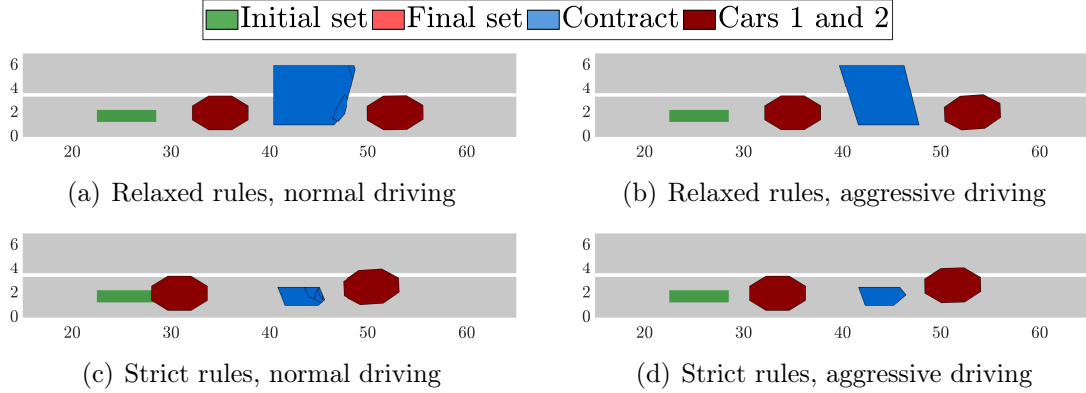 Initial set Final set Contract Cars 1 and 2
6
4
2
0
20 30 40 50 60
(a) Relaxed rules, normal driving
6
4
2
0
20 30 40 50 60
(b) Relaxed rules, aggressive driving
6
4
2
0
20 30 40 50 60
(c) Strict rules, normal driving
6
4
2
0
20 30 40 50 60
(d) Strict rules, aggressive driving